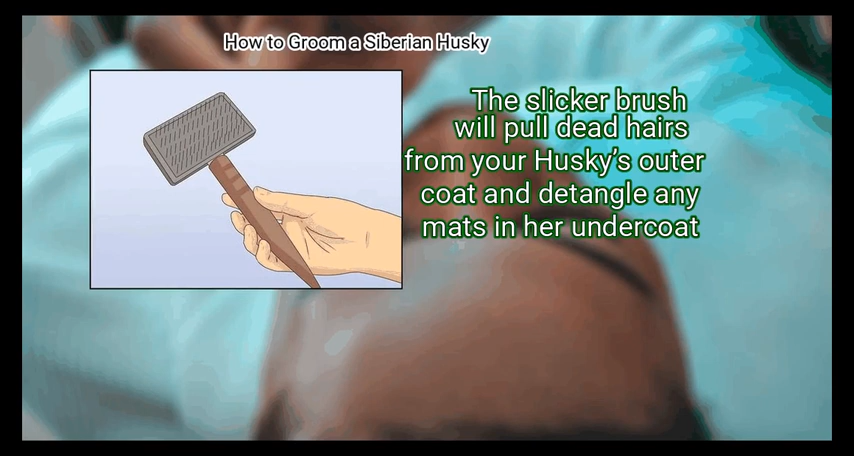 How to Groom a Siberian Husky
The slicker brush
will pull dead hairs
from your Husky’s outer
coat and detangle any
mats in her undercoat